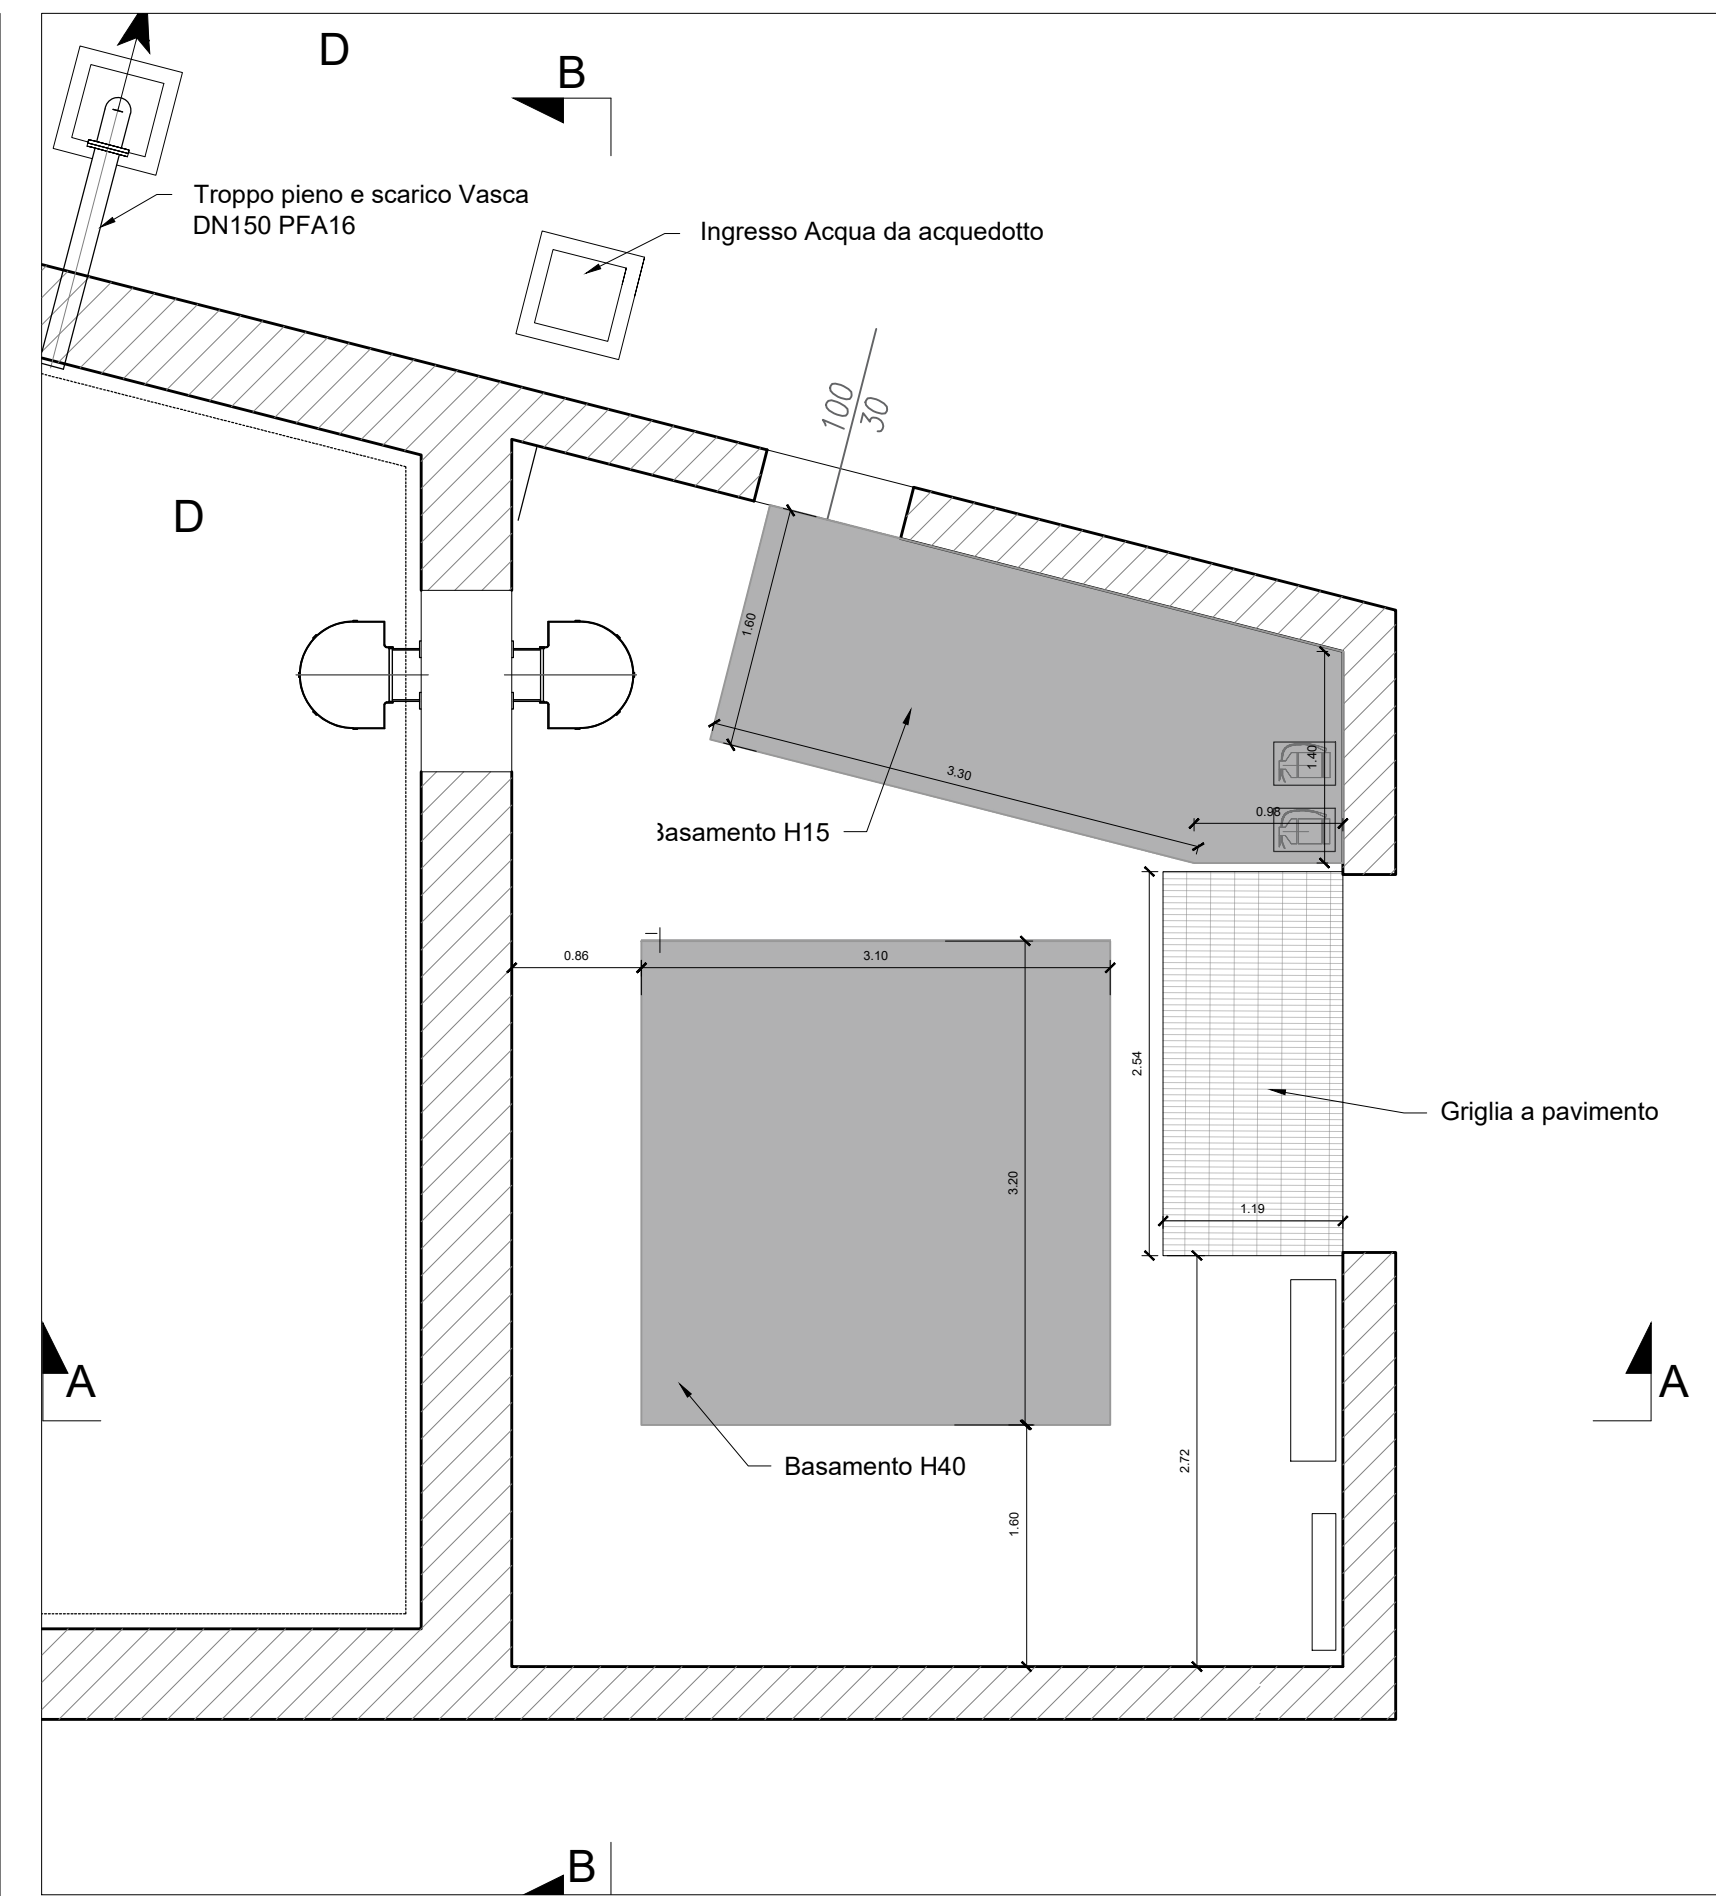 D
B
Troppo pieno e scarico Vasca
DN150 PFA16
Ingresso Acqua da acquedotto
100
30
D
1.60
1.40
3.30
0.98
Basamento H15
0.86
3.10
2.54
Griglia a pavimento
3.20
1.19
A
A
Basamento H40
2.72
1.60
B